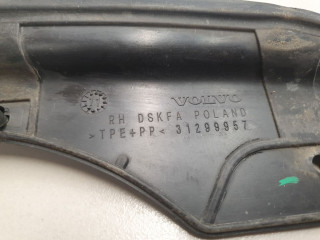 VOLVO
RH DSKFA POLAND
>TPE+PP< 31299957